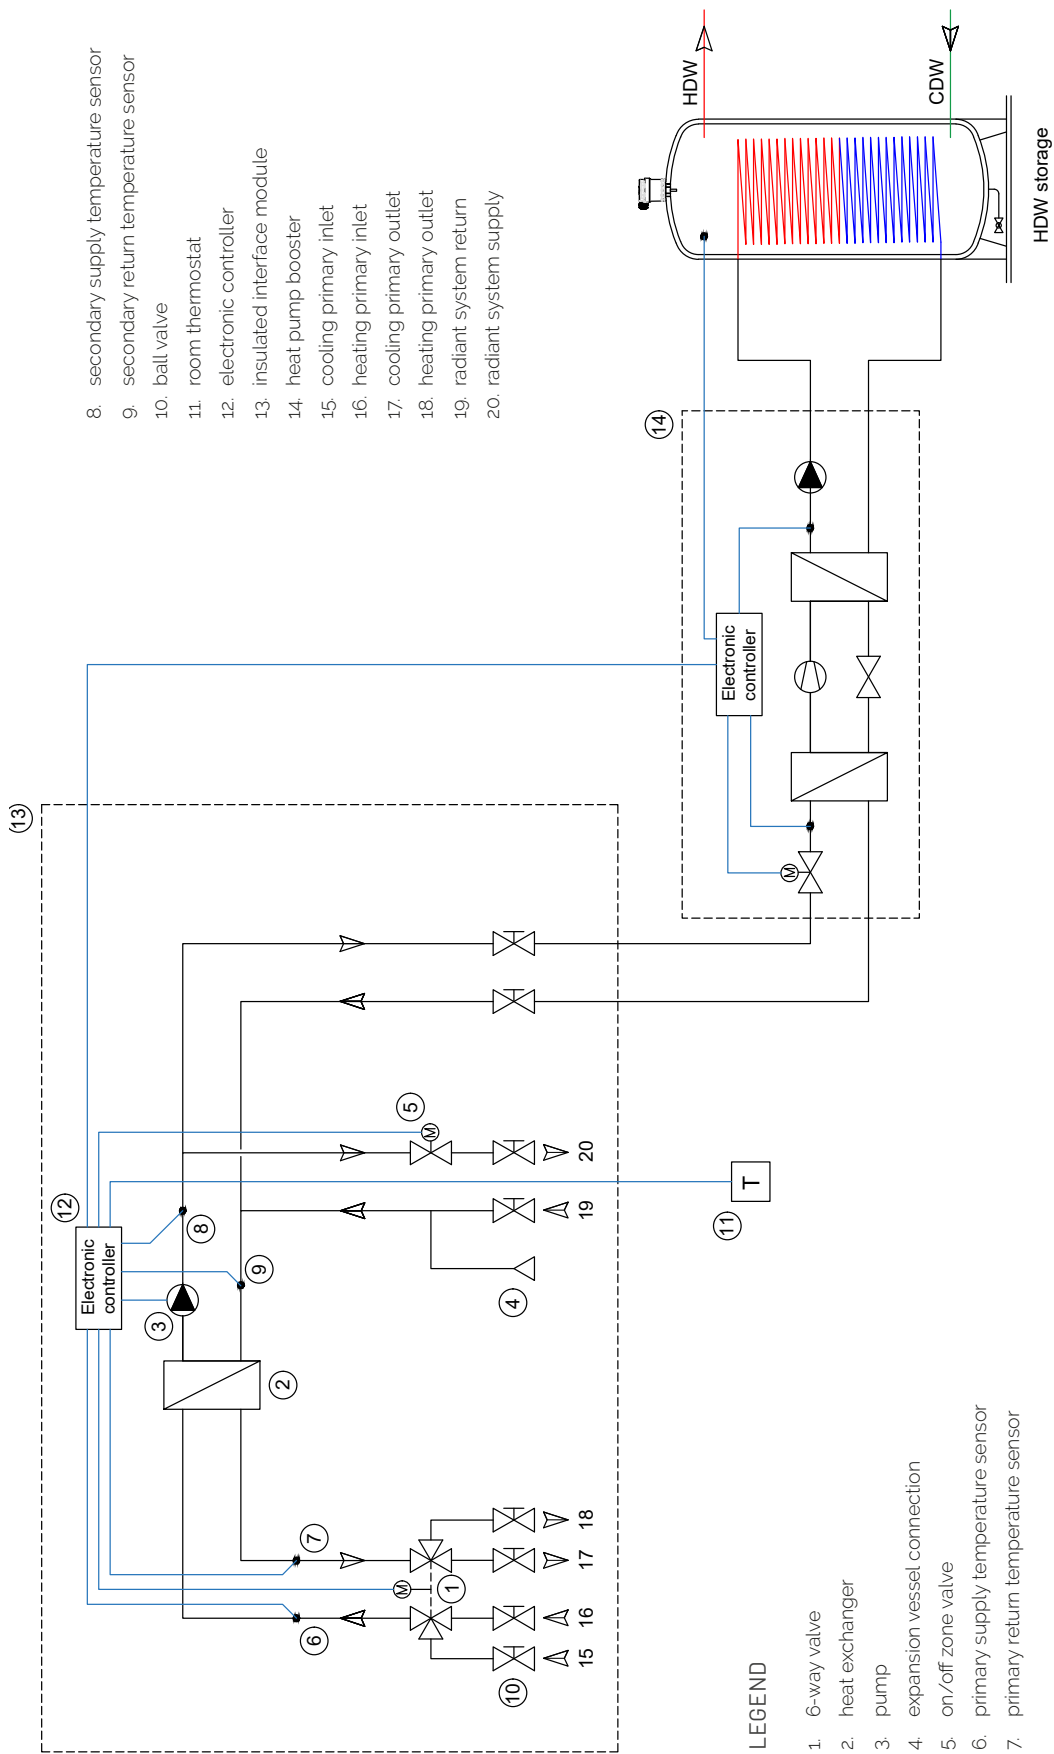 13
12
Electronic
controller
3
8
9
2
5
4
7
6
1
10
15
16
17
18
19
20
11
T
M
M
14
Electronic
controller
M
HDW
CDW
HDW storage
LEGEND
1. 6-way valve
2. heat exchanger
3. pump
4. expansion vessel connection
5. on/off zone valve
6. primary supply temperature sensor
7. primary return temperature sensor
8. secondary supply temperature sensor
9. secondary return temperature sensor
10. ball valve
11. room thermostat
12. electronic controller
13. insulated interface module
14. heat pump booster
15. cooling primary inlet
16. heating primary inlet
17. cooling primary outlet
18. heating primary outlet
19. radiant system return
20. radiant system supply